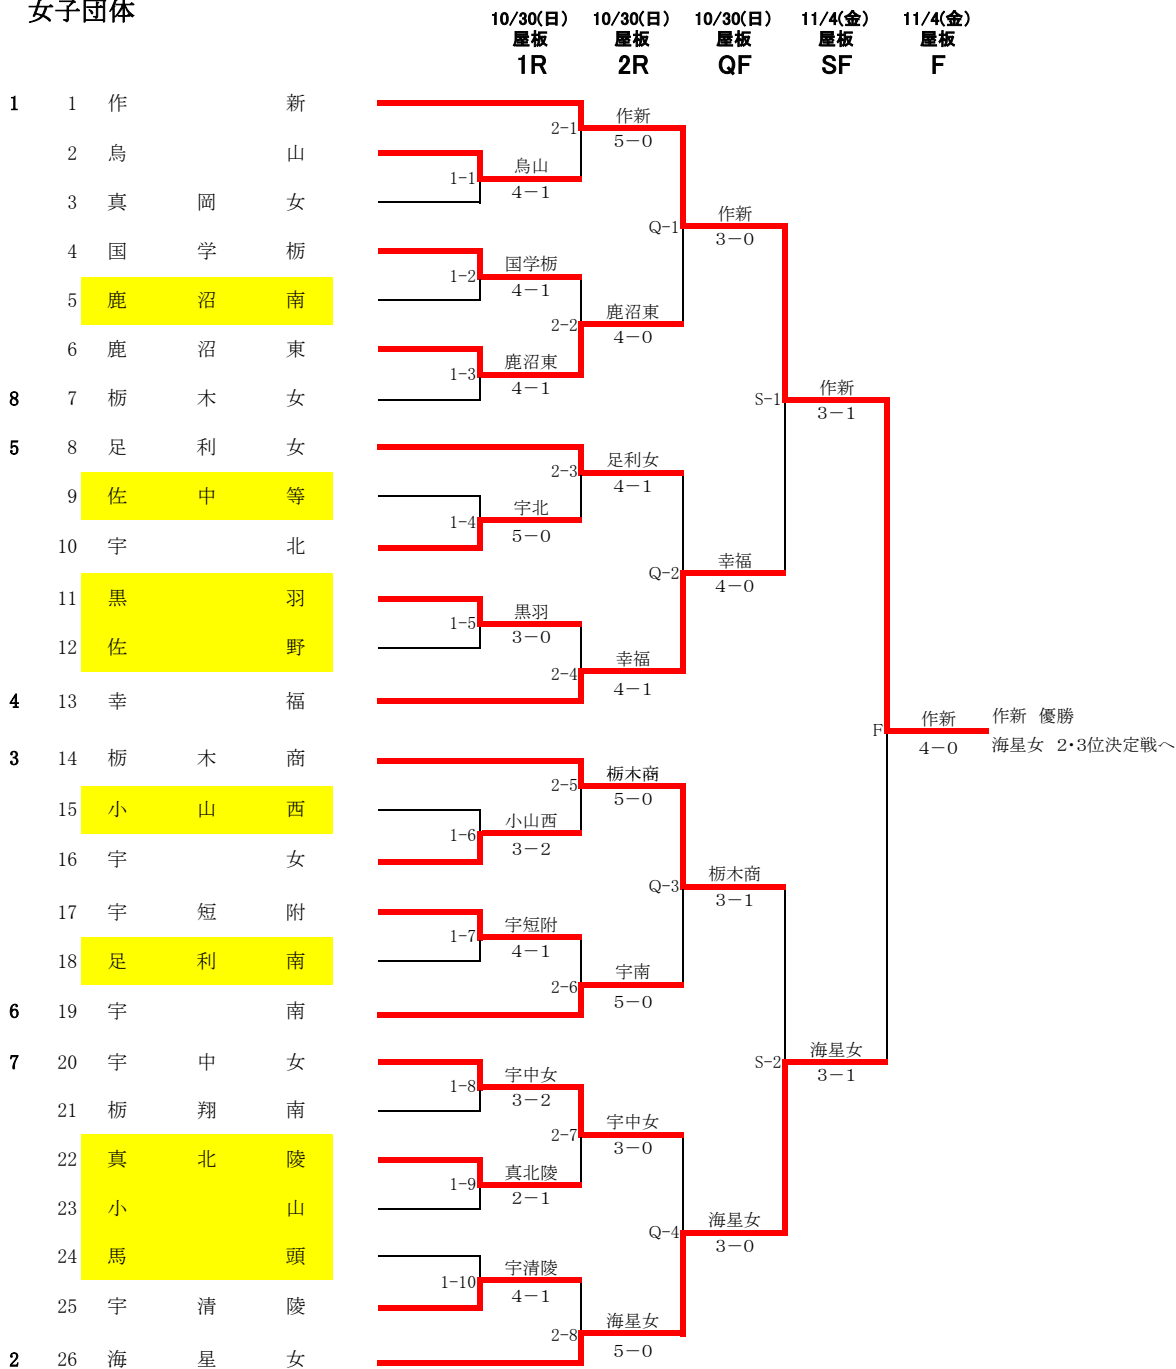 女子団体
10/30(日) 10/30(日) 10/30(日) 11/4(金) 11/4(金)
屋板 屋板 屋板 屋板 屋板
1R 2R QF SF F
1 1 作新
2-1 作新
5－0
2 烏山
1-1 烏山
4－1
3 真岡女
Q-1 作新
3－0
4 国学栃
1-2 国学栃
4－1
5 鹿沼南
2-2 鹿沼東
4－0
6 鹿沼東
1-3 鹿沼東
4－1
8 7 栃木女
S-1 作新
3－1
5 8 足利女
2-3 足利女
4－1
9 佐中等
1-4 宇北
5－0
10 宇北
Q-2 幸福
4－0
11 黒羽
1-5 黒羽
3－0
12 佐野
2-4 幸福
4－1
4 13 幸福
F 作新
4－0
作新 優勝
海星女 2・3位決定戦へ
3 14 栃木商
2-5 栃木商
5－0
15 小山西
1-6 小山西
3－2
16 宇女
Q-3 栃木商
3－1
17 宇短附
1-7 宇短附
4－1
18 足利南
2-6 宇南
5－0
6 19 宇南
S-2 海星女
3－1
7 20 宇中女
1-8 宇中女
3－2
21 栃翔南
2-7 宇中女
3－0
22 真北陵
1-9 真北陵
2－1
23 小山
Q-4 海星女
3－0
24 馬頭
1-10 宇清陵
4－1
25 宇清陵
2-8 海星女
5－0
2 26 海星女